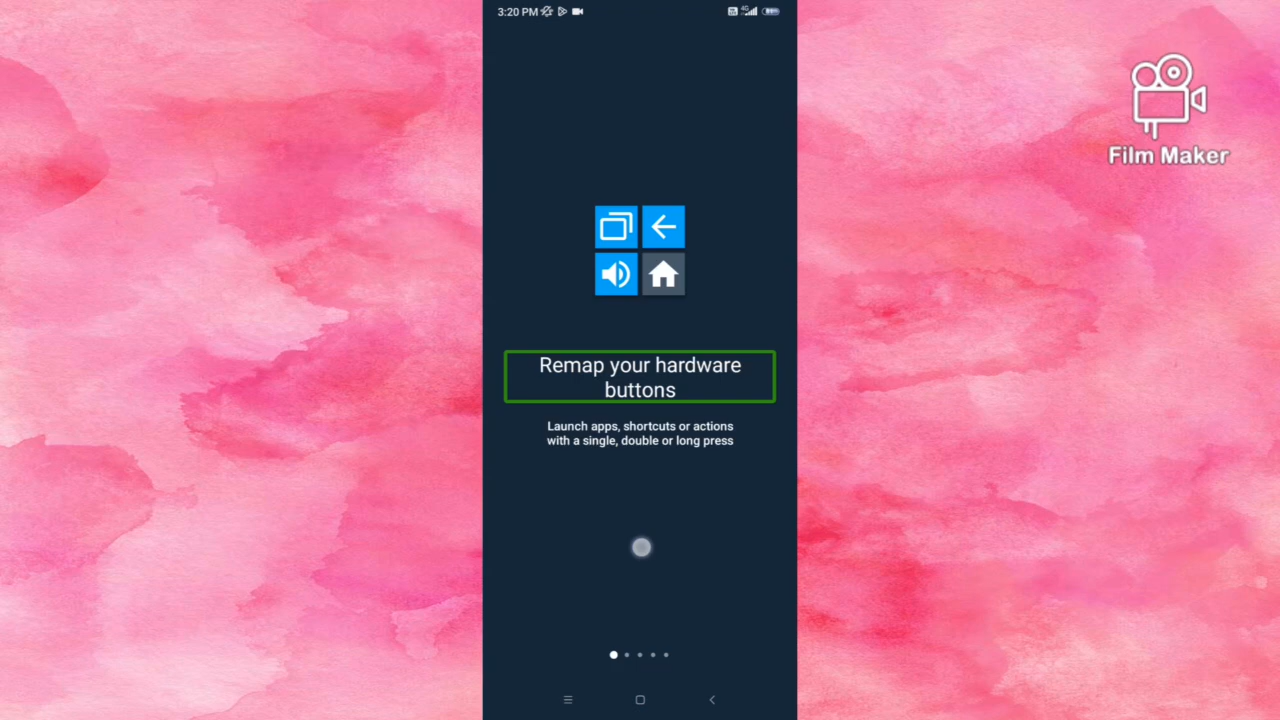 3:20 PM
4G
Film Maker
Remap your hardware
buttons
Launch apps, shortcuts or actions
with a single, double or long press